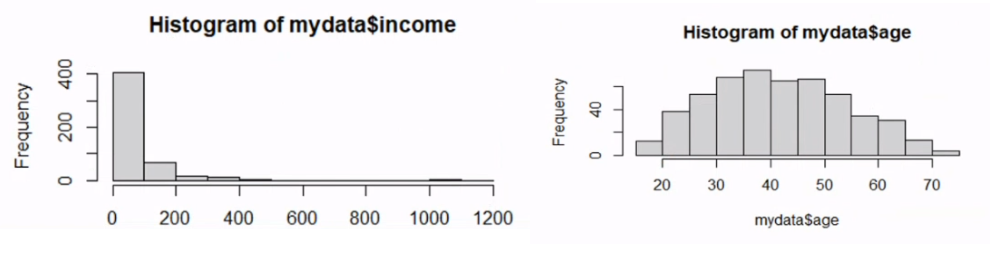 Histogram of mydata$income
Frequency
400
200
0
0 200 400 600 800 1000 1200
Histogram of mydata$age
Frequency
40
0
20 30 40 50 60 70
mydata$age